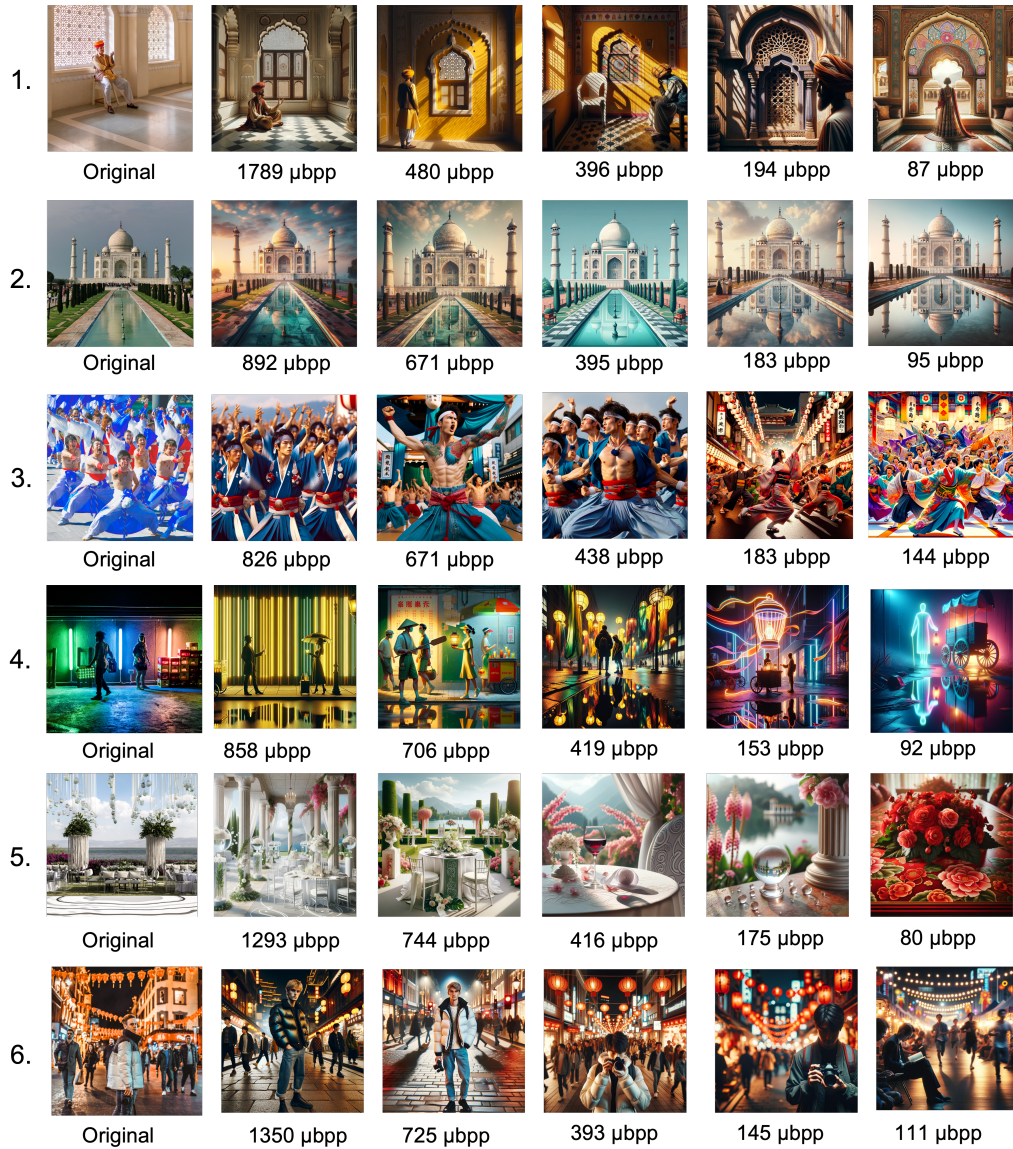 1.
Original 1789 µbpp 480 µbpp 396 µbpp 194 µbpp 87 µbpp
2.
Original 892 µbpp 671 µbpp 395 µbpp 183 µbpp 95 µbpp
3.
Original 826 µbpp 671 µbpp 438 µbpp 183 µbpp 144 µbpp
4.
Original 858 µbpp 706 µbpp 419 µbpp 153 µbpp 92 µbpp
5.
Original 1293 µbpp 744 µbpp 416 µbpp 175 µbpp 80 µbpp
6.
Original 1350 µbpp 725 µbpp 393 µbpp 145 µbpp 111 µbpp